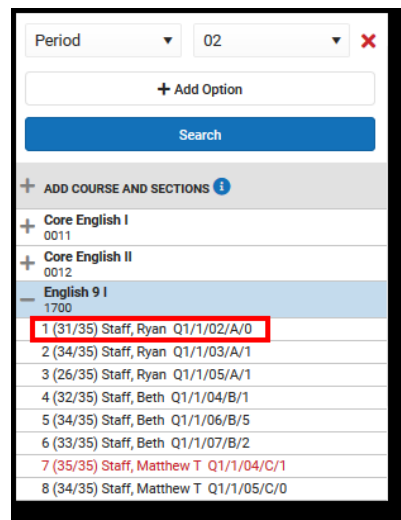 Period 02
+ Add Option
Search
ADD COURSE AND SECTIONS
Core English I
0011
Core English II
0012
English 9 I
1700
1 (31/35) Staff, Ryan Q1/1/02/A/0
2 (34/35) Staff, Ryan Q1/1/03/A/1
3 (26/35) Staff, Ryan Q1/1/05/A/1
4 (32/35) Staff, Beth Q1/1/04/B/1
5 (34/35) Staff, Beth Q1/1/06/B/5
6 (33/35) Staff, Beth Q1/1/07/B/2
7 (35/35) Staff, Matthew T Q1/1/04/C/1
8 (34/35) Staff, Matthew T Q1/1/05/C/0